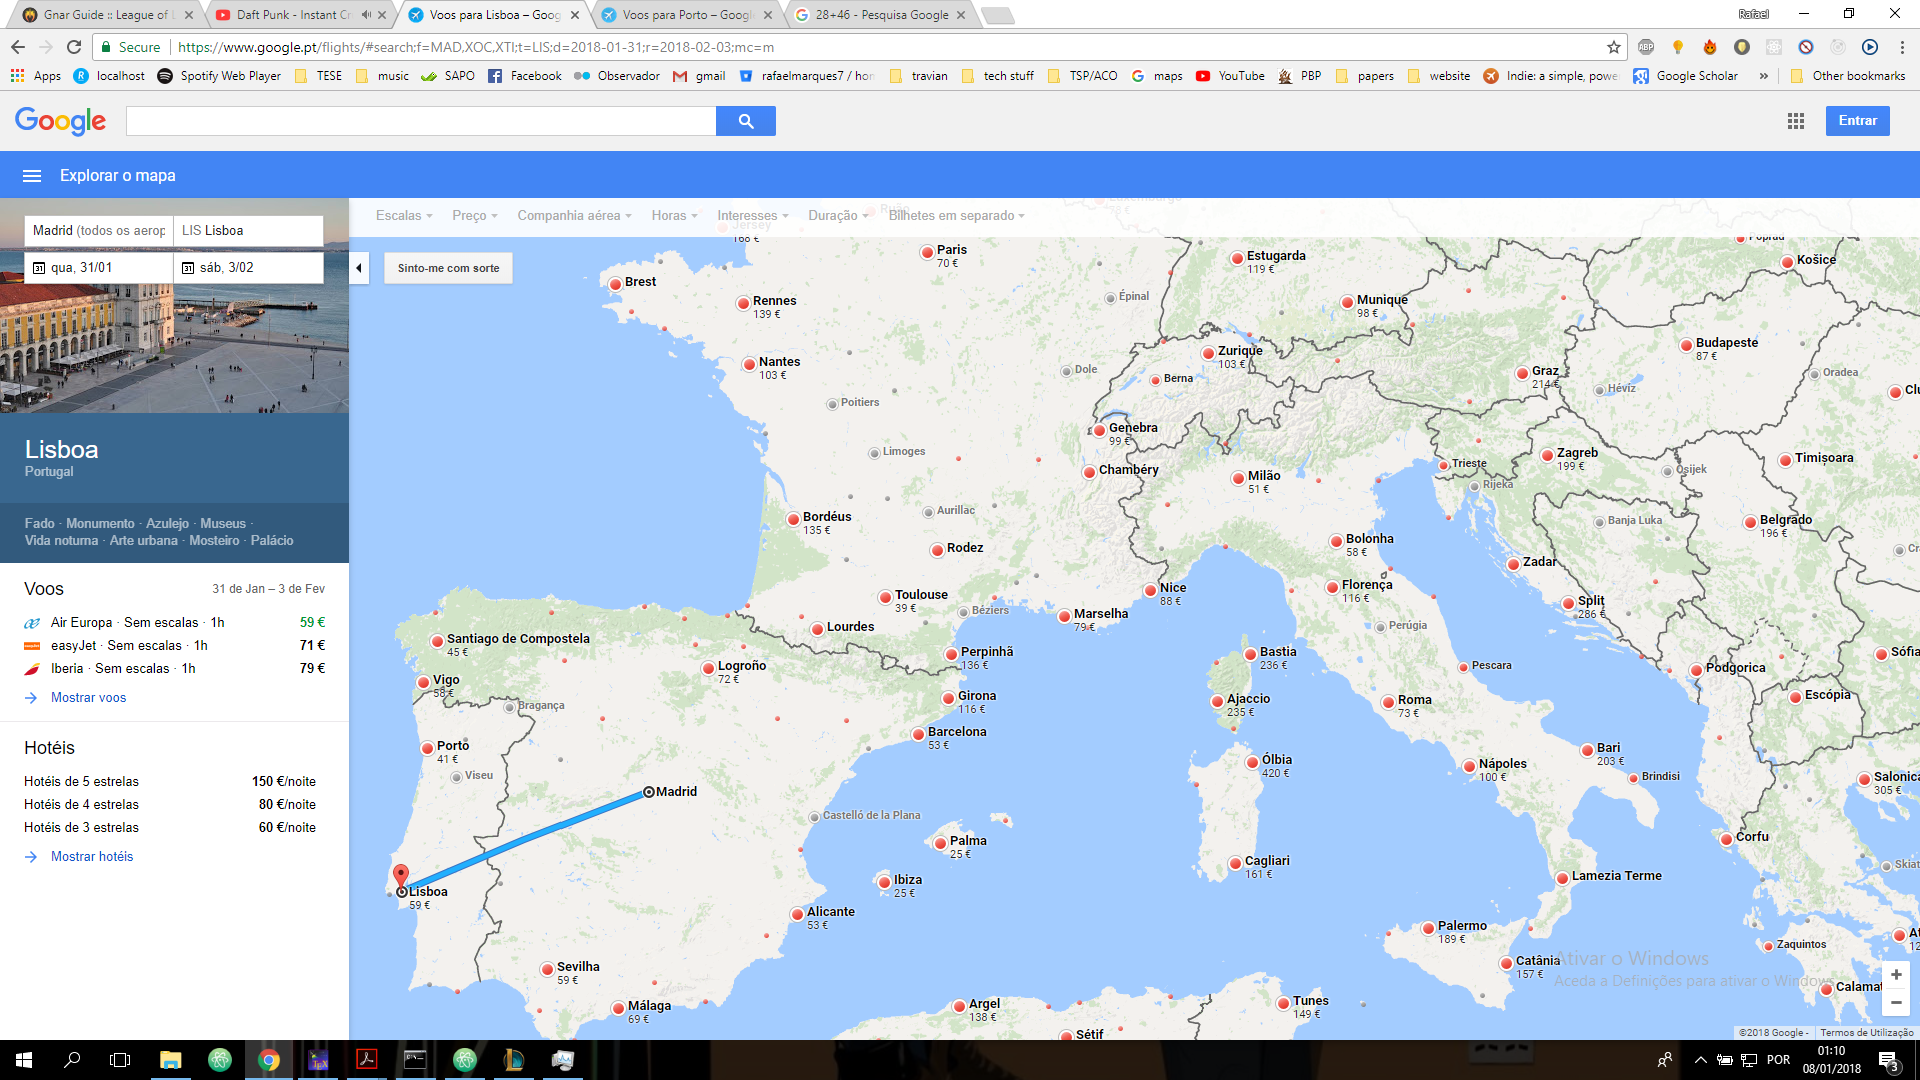 Gnar Guide :: League of L
Daft Punk - Instant Cr
Voos para Lisboa – Goog
Voos para Porto – Google
28+46 - Pesquisa Google
Rafael
Secure
https://www.google.pt/flights/#search;f=MAD,XOC,XTI;t=LIS;d=2018-01-31;r=2018-02-03;mc=m
Apps
localhost
Spotify Web Player
TESE
music
SAPO
Facebook
Observador
gmail
rafaelmarques7 / hon
travian
tech stuff
TSP/ACO
maps
YouTube
PBP
papers
website
Indie: a simple, powe
Google Scholar
»
Other bookmarks
Google
Entrar
Explorar o mapa
Madrid (todos os aerop
LIS Lisboa
qua, 31/01
sáb, 3/02
Escalas
Preço
Companhia aérea
Horas
Interesses
Duração
Bilhetes em separado
Sinto-me com sorte
Lisboa
Portugal
Fado · Monumento · Azulejo · Museus ·
Vida noturna · Arte urbana · Mosteiro · Palácio
Voos
31 de Jan – 3 de Fev
Air Europa · Sem escalas · 1h 59 €
easyJet · Sem escalas · 1h 71 €
Iberia · Sem escalas · 1h 79 €
Mostrar voos
Hotéis
Hotéis de 5 estrelas 150 €/noite
Hotéis de 4 estrelas 80 €/noite
Hotéis de 3 estrelas 60 €/noite
Mostrar hotéis
Jersey
168 €
Paris
70 €
Estugarda
119 €
Poprad
Košice
Brest
Épinal
Rennes
139 €
Munique
98 €
Nantes
103 €
Zurique
103 €
Budapeste
87 €
Dole
Berna
Graz
214 €
Hévíz
Oradea
Clu
Poitiers
Genebra
99 €
Limoges
Chambéry
Milão
51 €
Trieste
Rijeka
Zagreb
199 €
Osijek
Timișoara
Bordéus
135 €
Aurillac
Banja Luka
Belgrado
196 €
Rodez
Bolonha
58 €
Zadar
Cr
Toulouse
39 €
Béziers
Nice
88 €
Florença
116 €
Split
286 €
Marselha
79 €
Lourdes
Perúgia
Santiago de Compostela
45 €
Perpinhã
136 €
Bastia
236 €
Pescara
Podgorica
Sófia
Logroño
72 €
Vigo
58 €
Bragança
Girona
116 €
Ajaccio
235 €
Roma
73 €
Escópia
Barcelona
53 €
Porto
41 €
Viseu
Ólbia
420 €
Nápoles
100 €
Bari
203 €
Brindisi
Salonica
305 €
Madrid
Castelló de la Plana
Palma
25 €
Corfu
Cagliari
161 €
Skiat
Ibiza
25 €
Lamezia Terme
Lisboa
59 €
Alicante
53 €
Palermo
189 €
Zaquintos
At
12
Sevilha
59 €
Catânia
157 €
Ativar o Windows
Aceda a Definições para ativar o Windows
Calamat
Málaga
69 €
Argel
138 €
Tunes
149 €
Sétif
+
−
©2018 Google -
Termos de Utilização
POR
01:10
08/01/2018
3